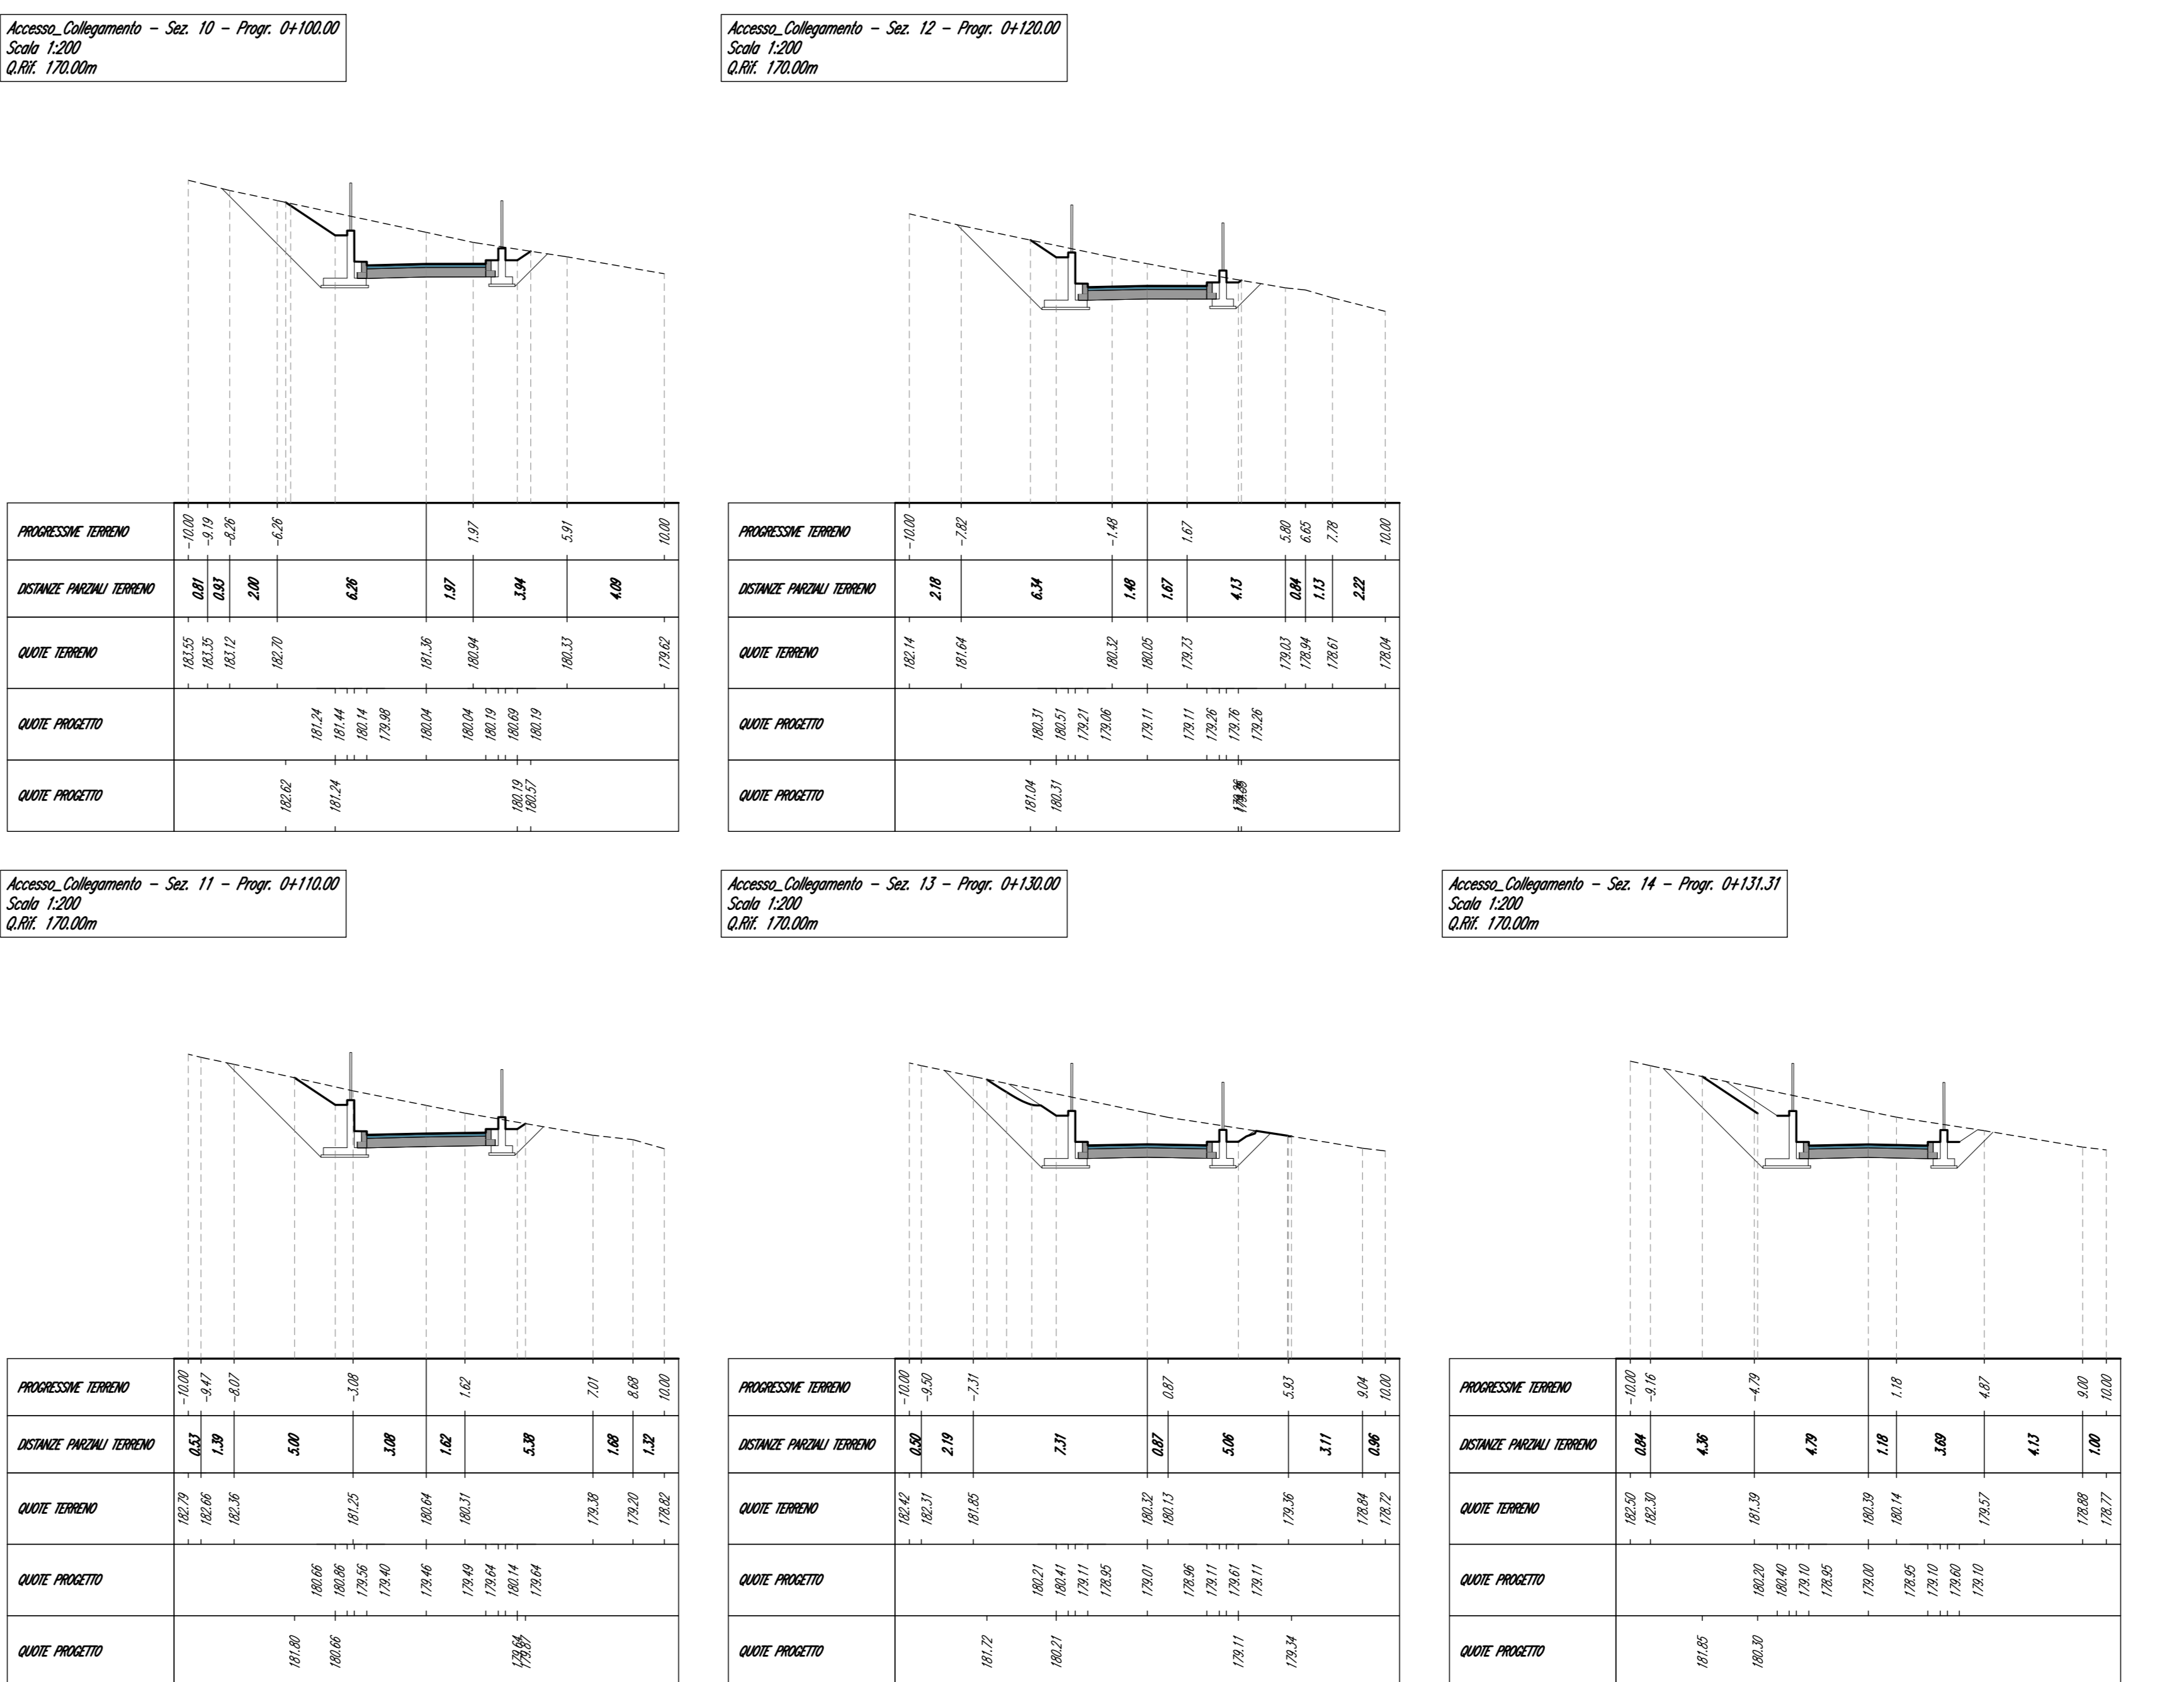 Accesso_Collegamento - Sez. 10 - Progr. 0+100.00
Scala 1:200
Q.Rif. 170.00m
PROGRESSIVE TERRENO -10.00 -9.19 -8.26 -6.26 1.97 5.91 10.00
DISTANZE PARZIALI TERRENO 0.81 0.93 2.00 6.26 1.97 3.94 4.09
QUOTE TERRENO 183.55 183.35 183.12 182.70 181.36 180.94 180.33 179.62
QUOTE PROGETTO 181.24 181.44 180.14 179.98 180.04 180.04 180.19 180.69 180.19
QUOTE PROGETTO 182.62 181.24 180.19 180.57
Accesso_Collegamento - Sez. 12 - Progr. 0+120.00
Scala 1:200
Q.Rif. 170.00m
PROGRESSIVE TERRENO -10.00 -7.82 -1.48 1.67 5.80 6.65 7.78 10.00
DISTANZE PARZIALI TERRENO 2.18 6.34 1.48 1.67 4.13 0.84 1.13 2.22
QUOTE TERRENO 182.14 181.64 180.32 180.05 179.73 179.03 178.94 178.61 178.04
QUOTE PROGETTO 180.31 180.51 179.21 179.06 179.11 179.11 179.26 179.76 179.26
QUOTE PROGETTO 181.04 180.31
Accesso_Collegamento - Sez. 11 - Progr. 0+110.00
Scala 1:200
Q.Rif. 170.00m
PROGRESSIVE TERRENO -10.00 -9.47 -8.07 -3.08 1.62 7.01 8.68 10.00
DISTANZE PARZIALI TERRENO 0.53 1.39 5.00 3.08 1.62 5.38 1.68 1.32
QUOTE TERRENO 182.79 182.66 182.36 181.25 180.64 180.31 179.38 179.20 178.82
QUOTE PROGETTO 180.66 180.86 179.56 179.40 179.46 179.49 179.64 180.14 179.64
QUOTE PROGETTO 181.80 180.66 179.64 179.87
Accesso_Collegamento - Sez. 13 - Progr. 0+130.00
Scala 1:200
Q.Rif. 170.00m
PROGRESSIVE TERRENO -10.00 -9.50 -7.31 0.87 5.93 9.04 10.00
DISTANZE PARZIALI TERRENO 0.50 2.19 7.31 0.87 5.06 3.11 0.96
QUOTE TERRENO 182.42 182.31 181.85 180.32 180.13 179.36 178.84 178.72
QUOTE PROGETTO 180.21 180.41 179.11 178.95 179.01 178.96 179.11 179.61 179.11
QUOTE PROGETTO 181.72 180.21 179.11 179.34
Accesso_Collegamento - Sez. 14 - Progr. 0+131.31
Scala 1:200
Q.Rif. 170.00m
PROGRESSIVE TERRENO -10.00 -9.16 -4.79 1.18 4.87 9.00 10.00
DISTANZE PARZIALI TERRENO 0.84 4.36 4.79 1.18 3.69 4.13 1.00
QUOTE TERRENO 182.50 182.30 181.39 180.39 180.14 179.57 178.88 178.77
QUOTE PROGETTO 180.20 180.40 179.10 178.95 179.00 178.95 179.10 179.60 179.10
QUOTE PROGETTO 181.85 180.30